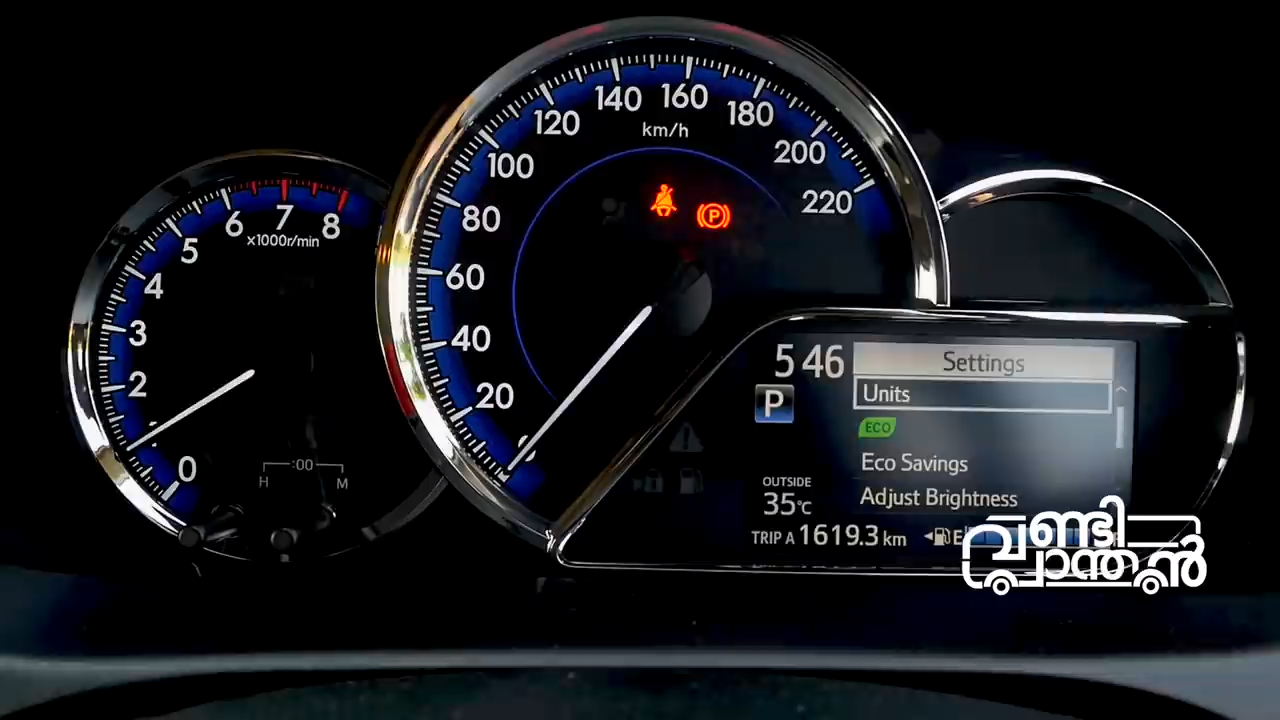 0
1
2
3
4
5
6
7
8
x1000r/min
:00
H
M
0
20
40
60
80
100
120
140
160
180
200
220
km/h
P
5 46
Settings
P
Units
ECO
Eco Savings
Adjust Brightness
OUTSIDE
35°C
TRIP A 1619.3 km
E
വണ്ടി
പ്രാന്തൻ